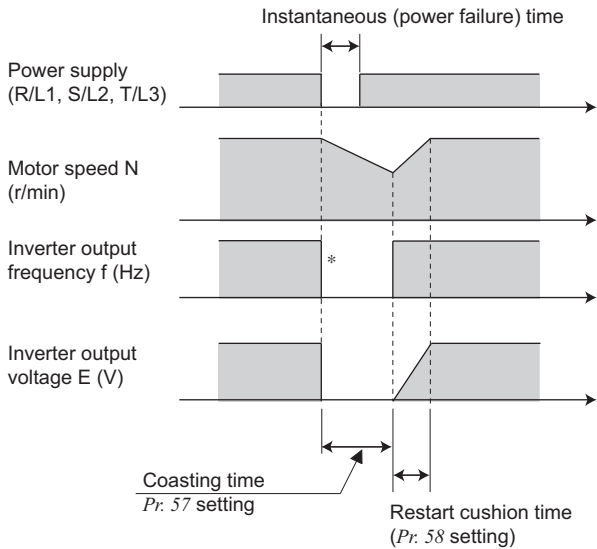 Instantaneous (power failure) time
Power supply
(R/L1, S/L2, T/L3)
Motor speed N
(r/min)
Inverter output
frequency f (Hz)
*
Inverter output
voltage E (V)
Coasting time
Pr. 57 setting
Restart cushion time
(Pr. 58 setting)